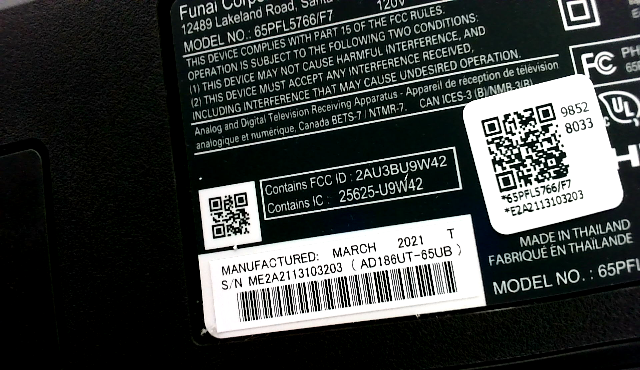 Funai Corpo
12489 Lakeland Road, Santa
MODEL NO.: 65PFL5766/F7 120V
THIS DEVICE COMPLIES WITH PART 15 OF THE FCC RULES.
OPERATION IS SUBJECT TO THE FOLLOWING TWO CONDITIONS:
(1) THIS DEVICE MAY NOT CAUSE HARMFUL INTERFERENCE, AND
(2) THIS DEVICE MUST ACCEPT ANY INTERFERENCE RECEIVED,
INCLUDING INTERFERENCE THAT MAY CAUSE UNDESIRED OPERATION.
Analog and Digital Television Receiving Apparatus - Appareil de réception de télévision
analogique et numérique, Canada BETS-7 / NTMR-7. CAN ICES-3 (B)/NMB-3(B)
FC
PH
65P
UL
9852
8033
*65PFL5766/F7
*E2A2113103203
Contains FCC ID : 2AU3BU9W42
Contains IC : 25625-U9W42
MANUFACTURED: MARCH 2021 T
S/N ME2A2113103203 ( AD186UT-65UB )
MADE IN THAILAND
FABRIQUÉ EN THAÏLANDE
MODEL NO. : 65PFL